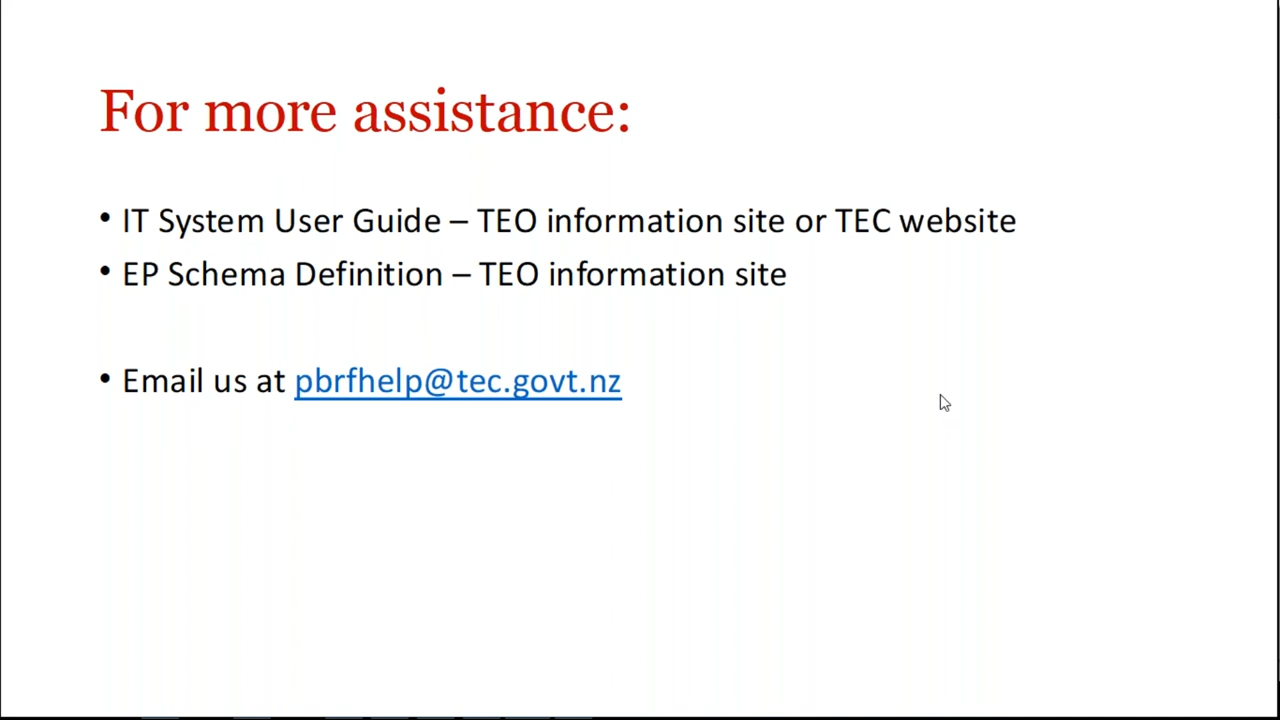 For more assistance:
• IT System User Guide – TEO information site or TEC website
• EP Schema Definition – TEO information site
• Email us at pbrfhelp@tec.govt.nz